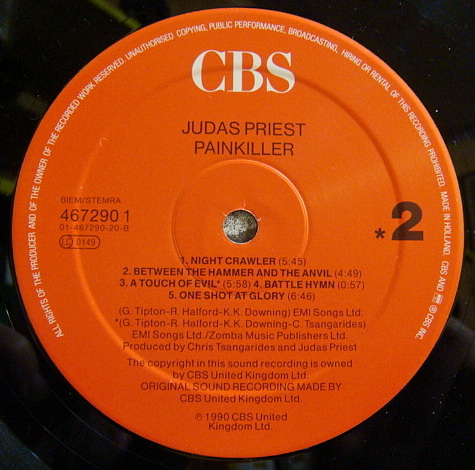 ALL RIGHTS OF THE PRODUCER AND OF THE OWNER OF THE RECORDED WORK RESERVED. UNAUTHORISED COPYING, PUBLIC PERFORMANCE, BROADCASTING, HIRING OR RENTAL OF THIS RECORDING PROHIBITED. MADE IN HOLLAND. CBS AND ARE ® CBS INC.
CBS
JUDAS PRIEST
PAINKILLER
BIEM/STEMRA
467290 1
01-467290-20-B
LC 0149
*2
1. NIGHT CRAWLER (5:45)
2. BETWEEN THE HAMMER AND THE ANVIL (4:49)
3. A TOUCH OF EVIL* (5:58) 4. BATTLE HYMN (0:57)
5. ONE SHOT AT GLORY (6:46)
(G. Tipton-R. Halford-K.K. Downing) EMI Songs Ltd.
*(G. Tipton-R. Halford-K.K. Downing-C. Tsangarides)
EMI Songs Ltd./Zomba Music Publishers Ltd.
Produced by Chris Tsangarides and Judas Priest
The copyright in this sound recording is owned
by CBS United Kingdom Ltd.
ORIGINAL SOUND RECORDING MADE BY
CBS UNITED KINGDOM LTD.
℗ 1990 CBS United
Kingdom Ltd.